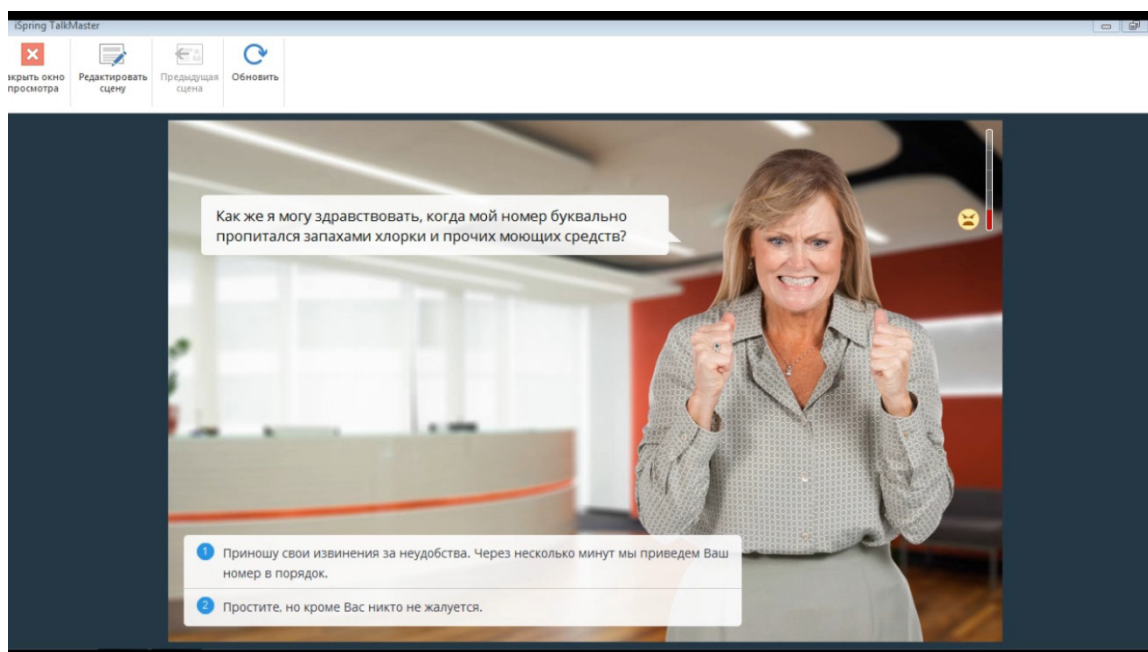 iSpring TalkMaster
акрыть окно
просмотра
Редактировать
сцену
Предыдущая
сцена
Обновить
Как же я могу здравствовать, когда мой номер буквально
пропитался запахами хлорки и прочих моющих средств?
1 Приношу свои извинения за неудобства. Через несколько минут мы приведем Ваш
номер в порядок.
2 Простите, но кроме Вас никто не жалуется.